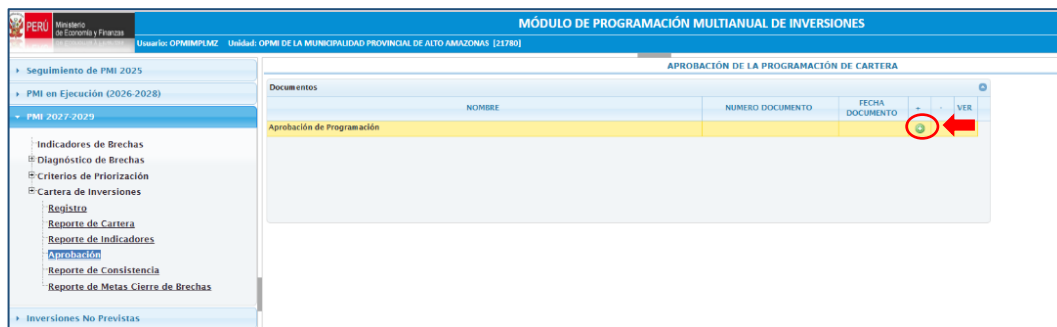 PERÚ Ministerio de Economía y Finanzas
MÓDULO DE PROGRAMACIÓN MULTIANUAL DE INVERSIONES
Usuario: OPMIMPLMZ Unidad: OPMI DE LA MUNICIPALIDAD PROVINCIAL DE ALTO AMAZONAS [21780]
Seguimiento de PMI 2025
PMI en Ejecución (2026-2028)
PMI 2027-2029
Indicadores de Brechas
Diagnóstico de Brechas
Criterios de Priorización
Cartera de Inversiones
Registro
Reporte de Cartera
Reporte de Indicadores
Aprobación
Reporte de Consistencia
Reporte de Metas Cierre de Brechas
Inversiones No Previstas
APROBACIÓN DE LA PROGRAMACIÓN DE CARTERA
Documentos
NOMBRE NUMERO DOCUMENTO FECHA DOCUMENTO + - VER
Aprobación de Programación